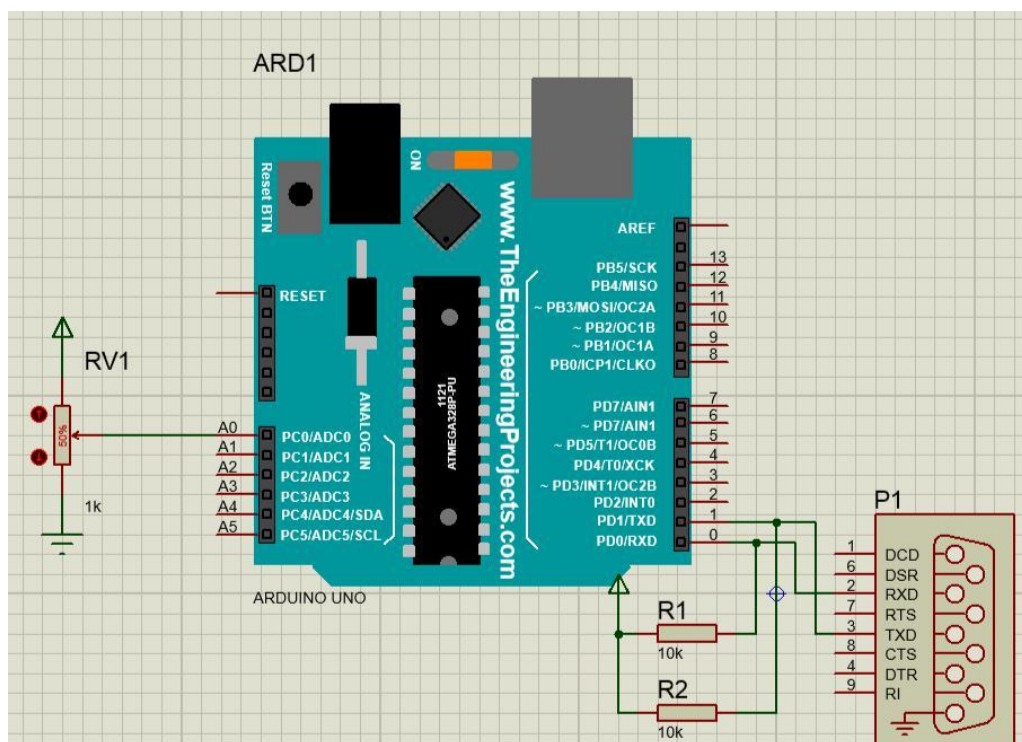 ARD1
Reset BTN
ON
www.TheEngineeringProjects.com
RESET
ANALOG IN
1121
ATMEGA328P-PU
AREF
PB5/SCK 13
PB4/MISO 12
~ PB3/MOSI/OC2A 11
~ PB2/OC1B 10
~ PB1/OC1A 9
PB0/ICP1/CLKO 8
PD7/AIN1 7
~ PD7/AIN1 6
~ PD5/T1/OC0B 5
PD4/T0/XCK 4
~ PD3/INT1/OC2B 3
PD2/INT0 2
PD1/TXD 1
PD0/RXD 0
RV1
50%
1k
A0 PC0/ADC0
A1 PC1/ADC1
A2 PC2/ADC2
A3 PC3/ADC3
A4 PC4/ADC4/SDA
A5 PC5/ADC5/SCL
ARDUINO UNO
R1
10k
R2
10k
P1
1 DCD
6 DSR
2 RXD
7 RTS
3 TXD
8 CTS
4 DTR
9 RI